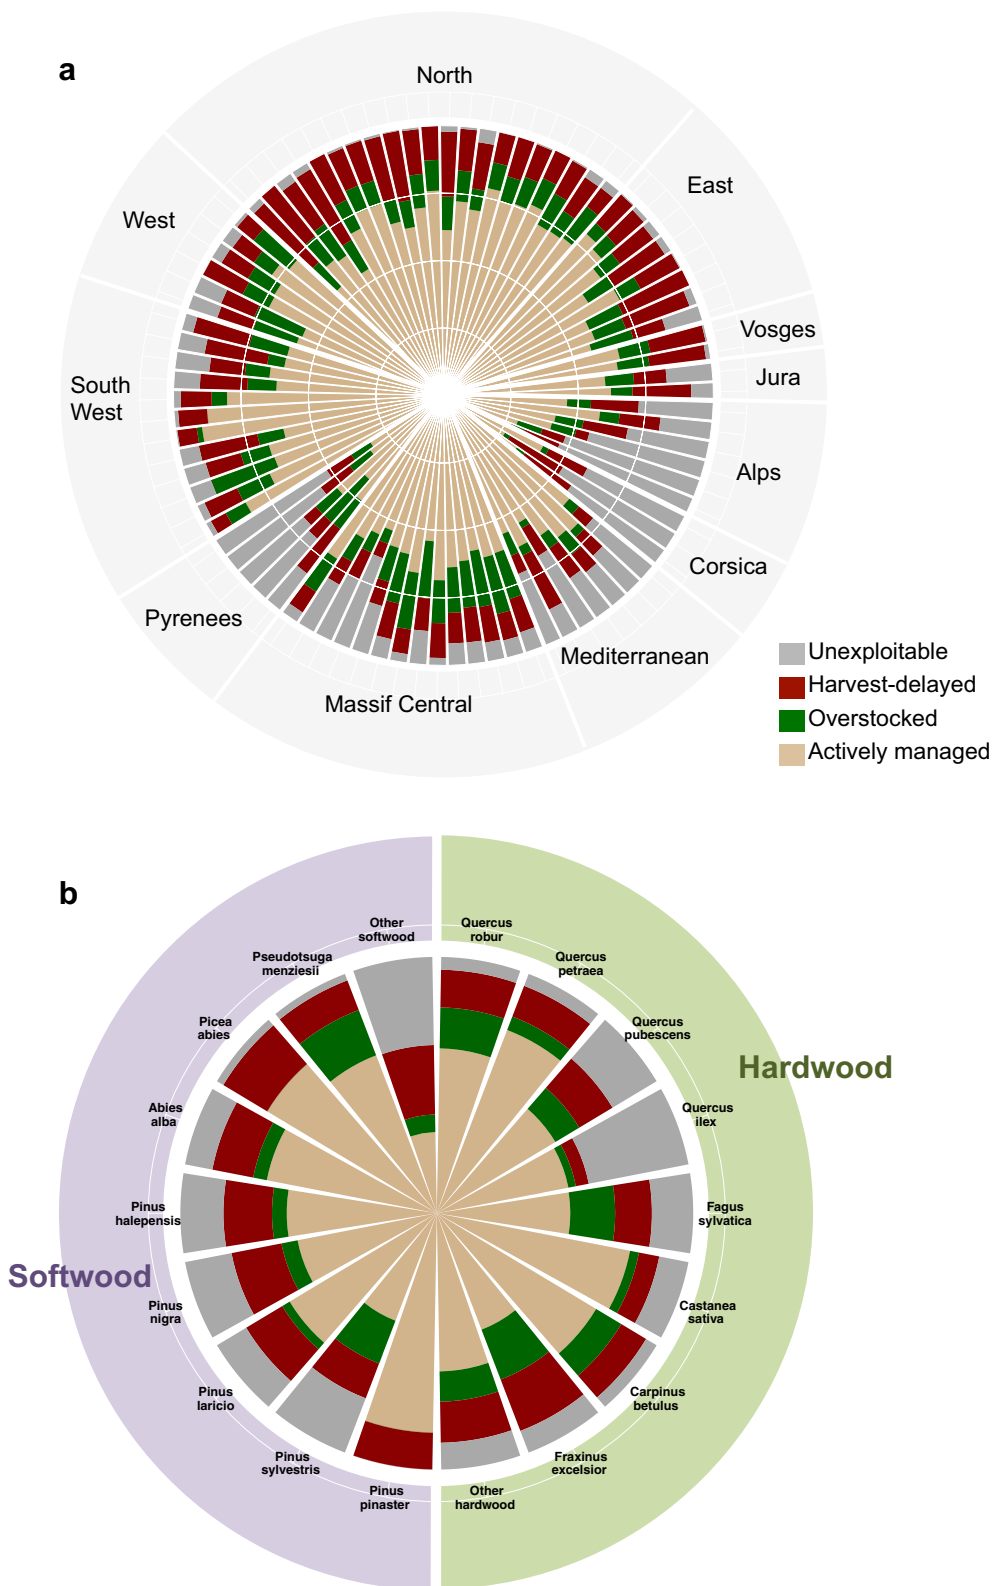 a
North
East
West
Vosges
Jura
South
West
Alps
Corsica
Pyrenees
Mediterranean
Massif Central
Unexploitable
Harvest-delayed
Overstocked
Actively managed
b
Other
softwood
Quercus
robur
Pseudotsuga
menziesii
Quercus
petraea
Picea
abies
Quercus
pubescens
Hardwood
Abies
alba
Quercus
ilex
Pinus
halepensis
Fagus
sylvatica
Softwood
Pinus
nigra
Castanea
sativa
Pinus
laricio
Carpinus
betulus
Pinus
sylvestris
Fraxinus
excelsior
Pinus
pinaster
Other
hardwood